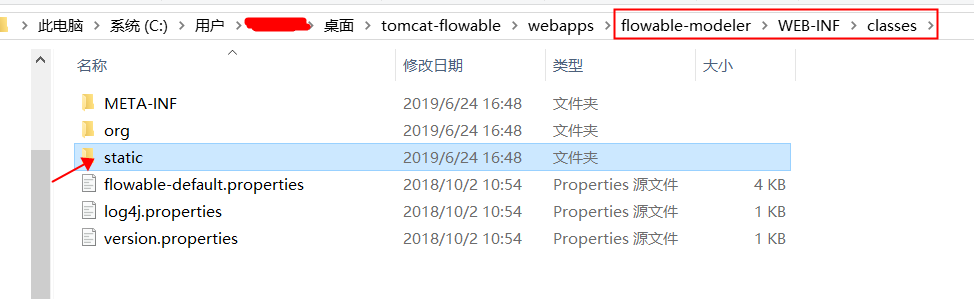 此电脑 › 系统 (C:) › 用户 › 桌面 › tomcat-flowable › webapps › flowable-modeler › WEB-INF › classes ›
名称 修改日期 类型 大小
META-INF 2019/6/24 16:48 文件夹
org 2019/6/24 16:48 文件夹
static 2019/6/24 16:48 文件夹
flowable-default.properties 2018/10/2 10:54 Properties 源文件 4 KB
log4j.properties 2018/10/2 10:54 Properties 源文件 1 KB
version.properties 2018/10/2 10:54 Properties 源文件 1 KB